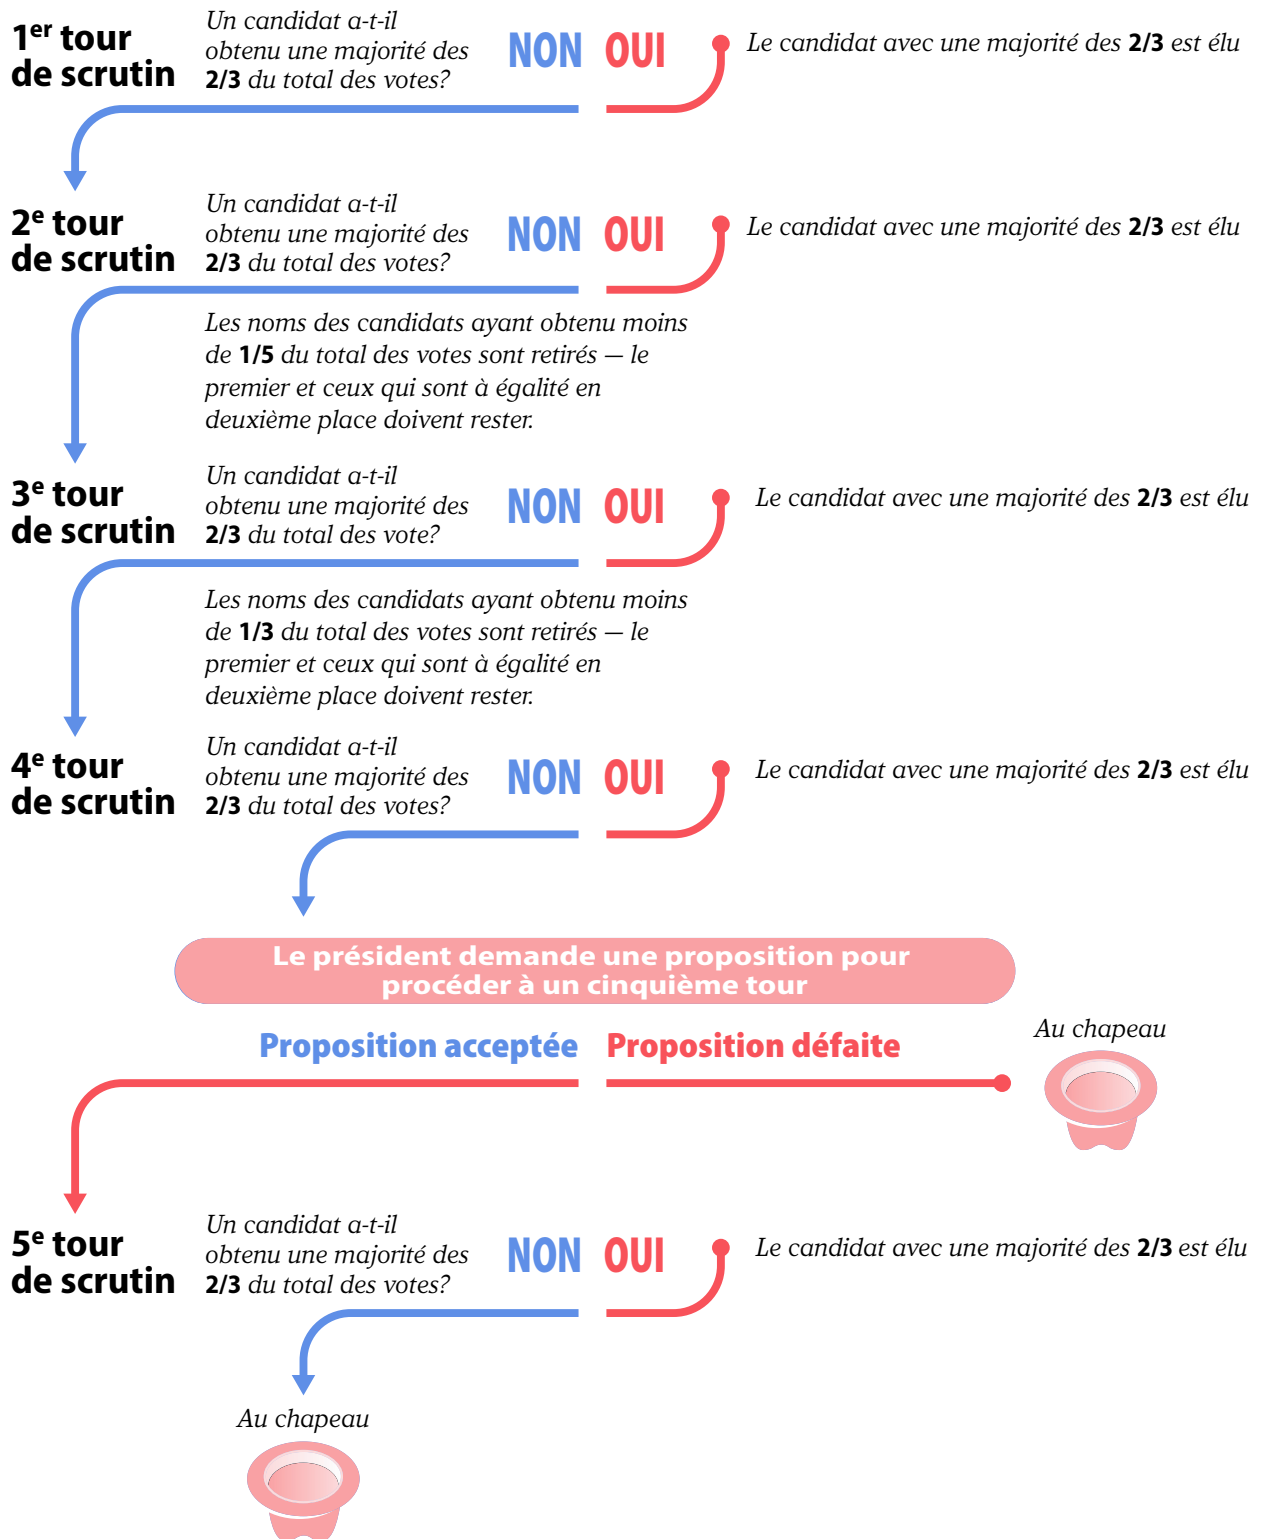 1er tour
de scrutin
Un candidat a-t-il
obtenu une majorité des
2/3 du total des votes?
NON OUI
Le candidat avec une majorité des 2/3 est élu
2e tour
de scrutin
Un candidat a-t-il
obtenu une majorité des
2/3 du total des votes?
NON OUI
Le candidat avec une majorité des 2/3 est élu
Les noms des candidats ayant obtenu moins
de 1/5 du total des votes sont retirés — le
premier et ceux qui sont à égalité en
deuxième place doivent rester.
3e tour
de scrutin
Un candidat a-t-il
obtenu une majorité des
2/3 du total des vote?
NON OUI
Le candidat avec une majorité des 2/3 est élu
Les noms des candidats ayant obtenu moins
de 1/3 du total des votes sont retirés — le
premier et ceux qui sont à égalité en
deuxième place doivent rester.
4e tour
de scrutin
Un candidat a-t-il
obtenu une majorité des
2/3 du total des votes?
NON OUI
Le candidat avec une majorité des 2/3 est élu
Le président demande une proposition pour
procéder à un cinquième tour
Proposition acceptée Proposition défaite
Au chapeau
5e tour
de scrutin
Un candidat a-t-il
obtenu une majorité des
2/3 du total des votes?
NON OUI
Le candidat avec une majorité des 2/3 est élu
Au chapeau